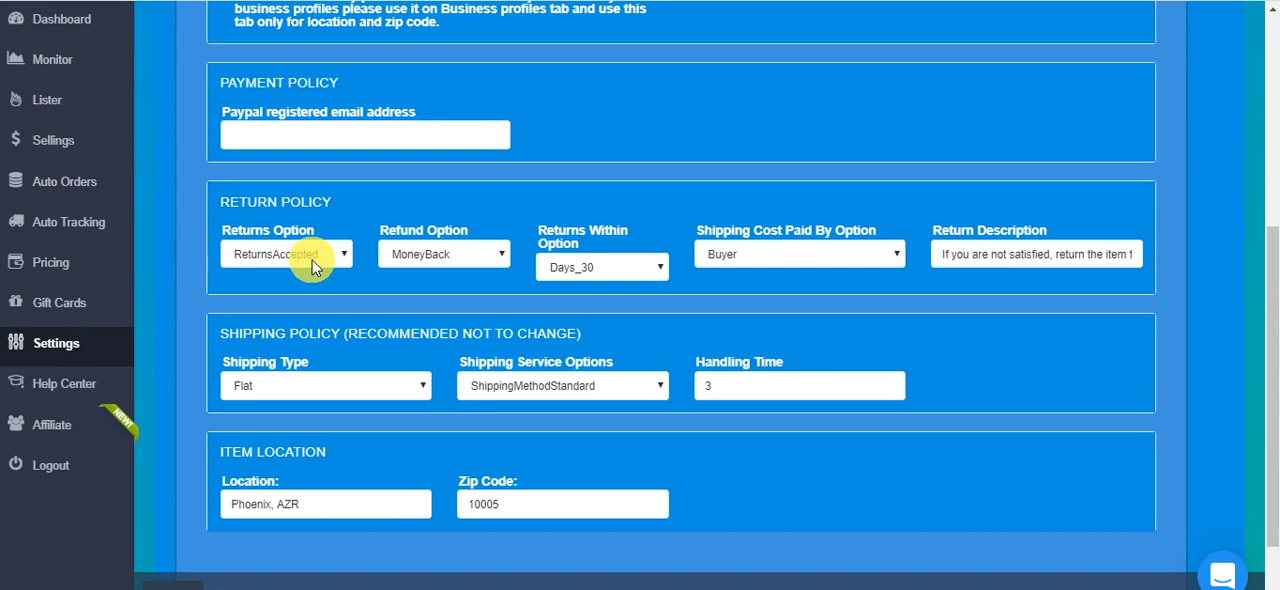 Dashboard
Monitor
Lister
Sellings
Auto Orders
Auto Tracking
Pricing
Gift Cards
Settings
Help Center
NEW!
Affiliate
Logout
business profiles please use it on Business profiles tab and use this
tab only for location and zip code.
PAYMENT POLICY
Paypal registered email address
RETURN POLICY
Returns Option
Refund Option
Returns Within
Option
Shipping Cost Paid By Option
Return Description
ReturnsAccepted
MoneyBack
Days_30
Buyer
If you are not satisfied, return the item f
SHIPPING POLICY (RECOMMENDED NOT TO CHANGE)
Shipping Type
Shipping Service Options
Handling Time
Flat
ShippingMethodStandard
3
ITEM LOCATION
Location:
Zip Code:
Phoenix, AZR
10005